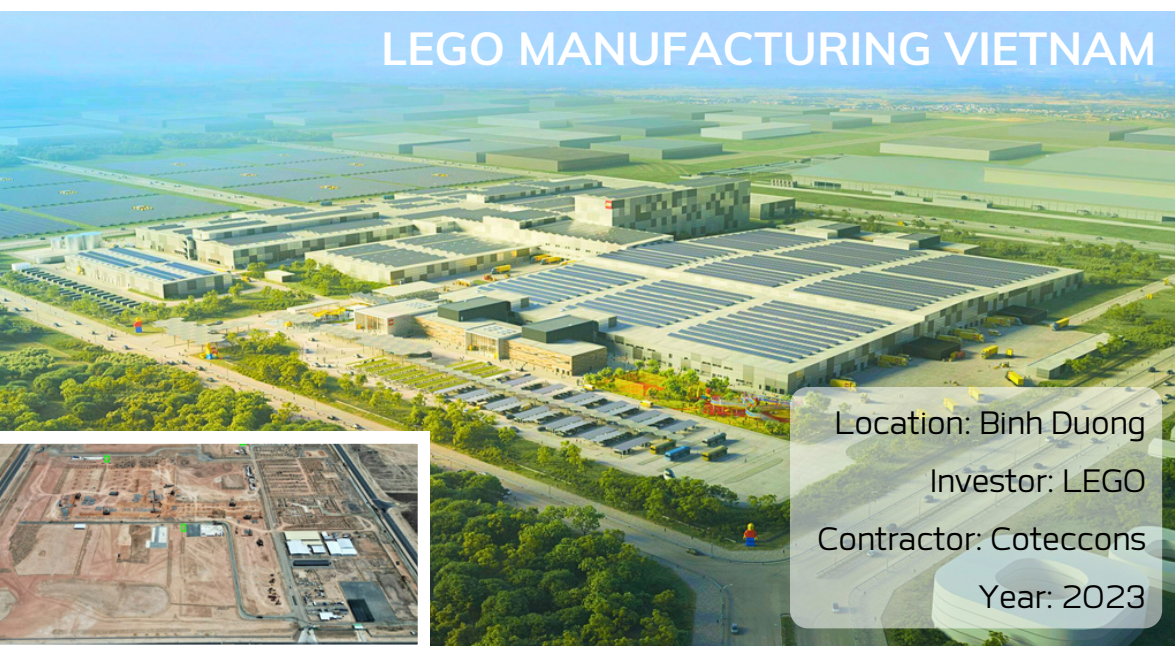 LEGO MANUFACTURING VIETNAM
Location: Binh Duong
Investor: LEGO
Contractor: Coteccons
Year: 2023